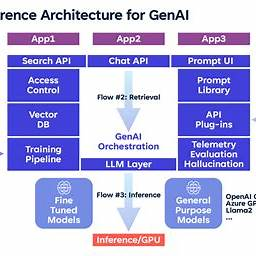 erence Architecture for GenAI
App1
App2
App3
Search API
Chat API
Prompt UI
Access
Control
Flow #2: Retrieval
Prompt
Library
Vector
DB
GenAI
Orchestration
API
Plug-ins
Training
Pipeline
LLM Layer
Telemetry
Evaluation
Hallucination
Flow #3: Inference
Fine
Tuned
Models
General
Purpose
Models
OpenAI G
Azure GP
Llama2
...
Inference/GPU